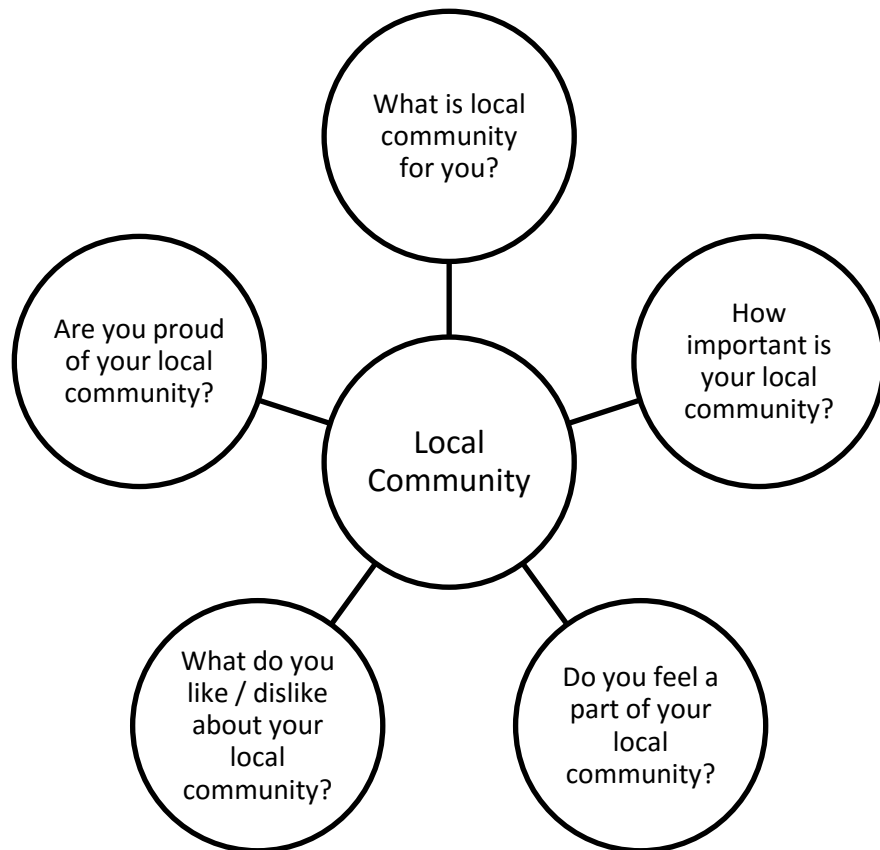 What is local
community
for you?
Are you proud
of your local
community?
How
important is
your local
community?
Local
Community
What do you
like / dislike
about your
local
community?
Do you feel a
part of your
local
community?